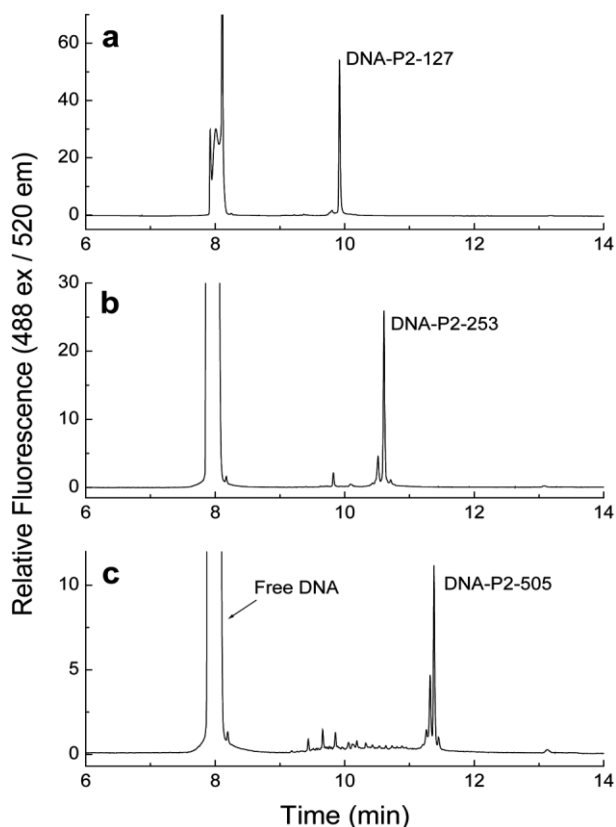 Relative Fluorescence (488 ex / 520 em)
a
DNA-P2-127
60
40
20
0
6 8 10 12 14
b
DNA-P2-253
30
20
10
0
6 8 10 12 14
c
Free DNA
DNA-P2-505
10
5
0
6 8 10 12 14
Time (min)